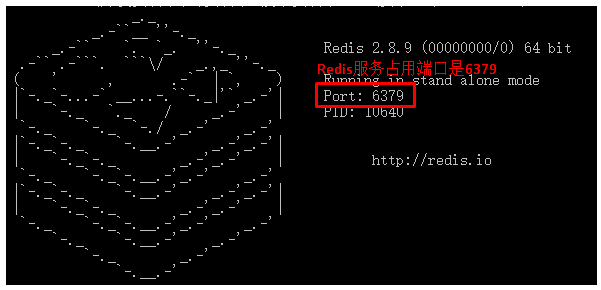 Redis 2.8.9 (00000000/0) 64 bit
Redis服务占用端口是6379
Running in stand alone mode
Port: 6379
PID: 10640
http://redis.io